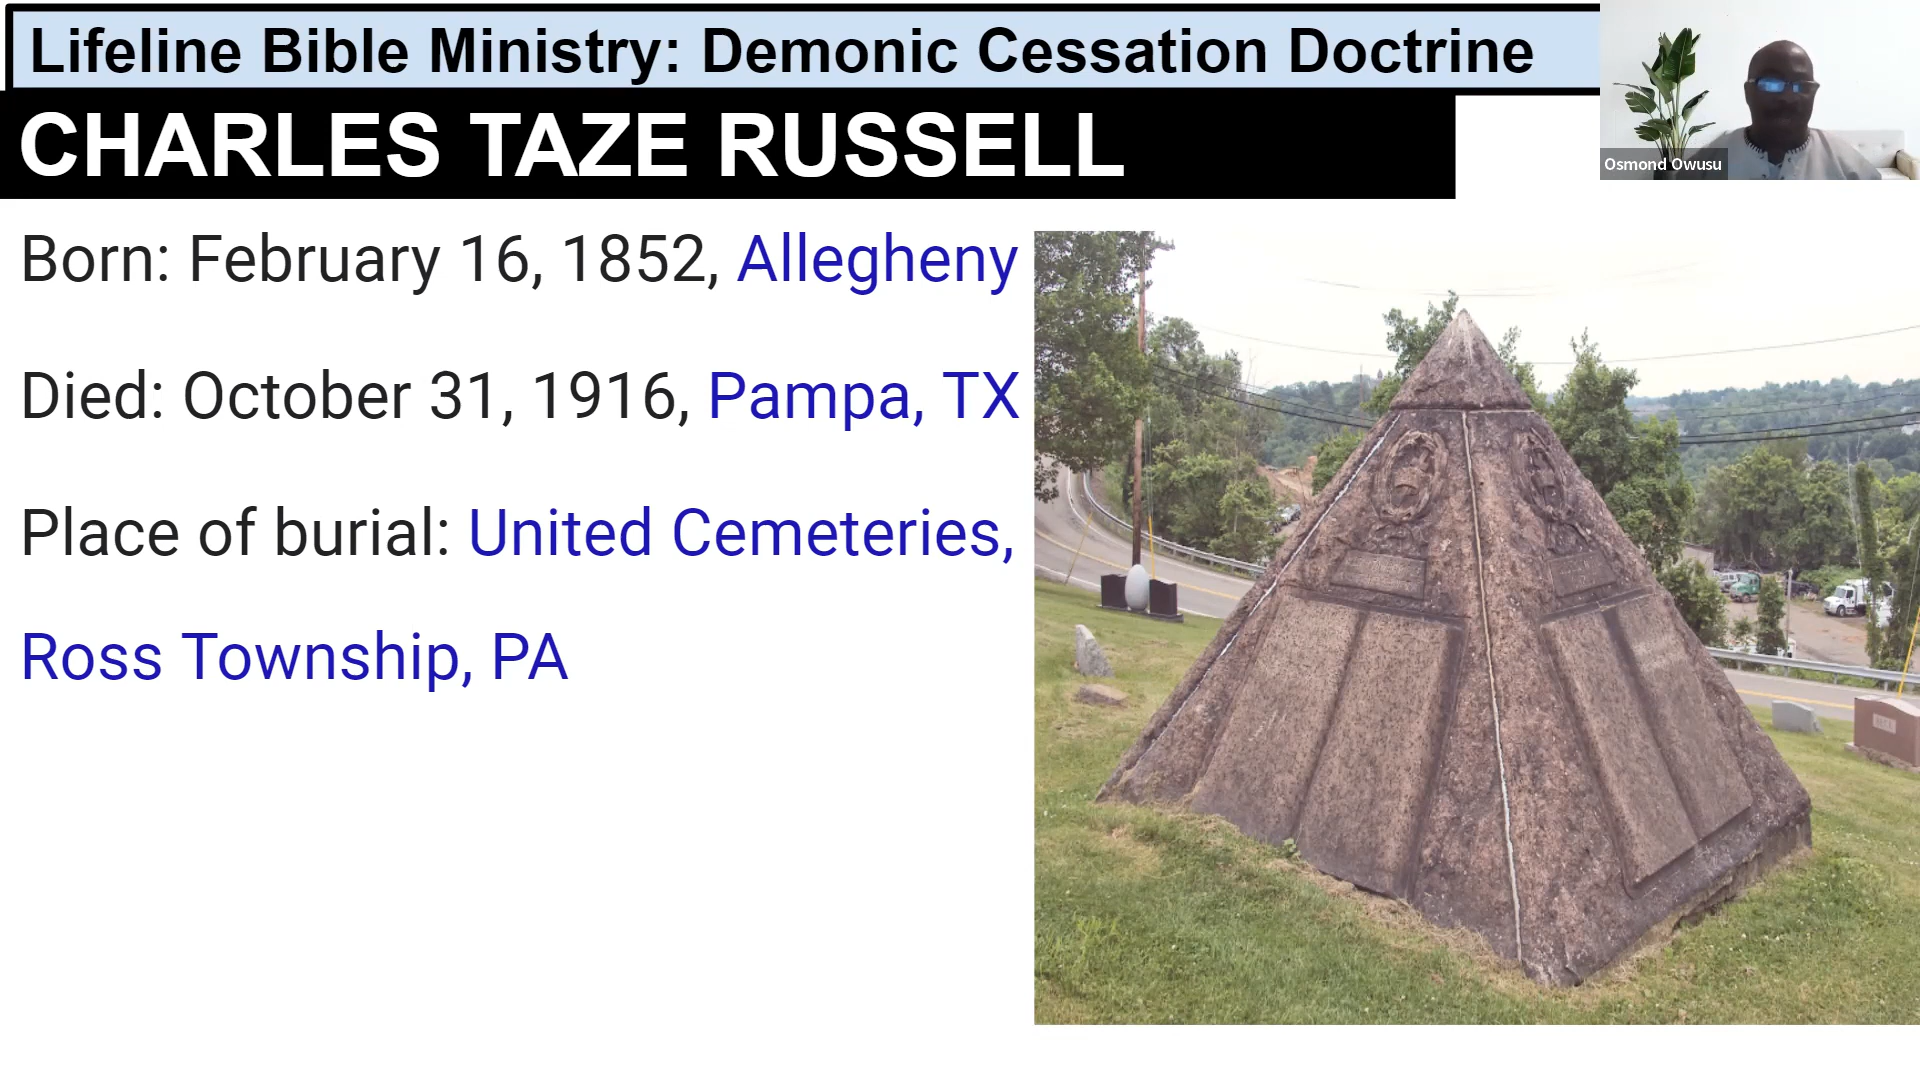 Lifeline Bible Ministry: Demonic Cessation Doctrine
CHARLES TAZE RUSSELL
Osmond Owusu
Born: February 16, 1852, Allegheny
Died: October 31, 1916, Pampa, TX
Place of burial: United Cemeteries,
Ross Township, PA